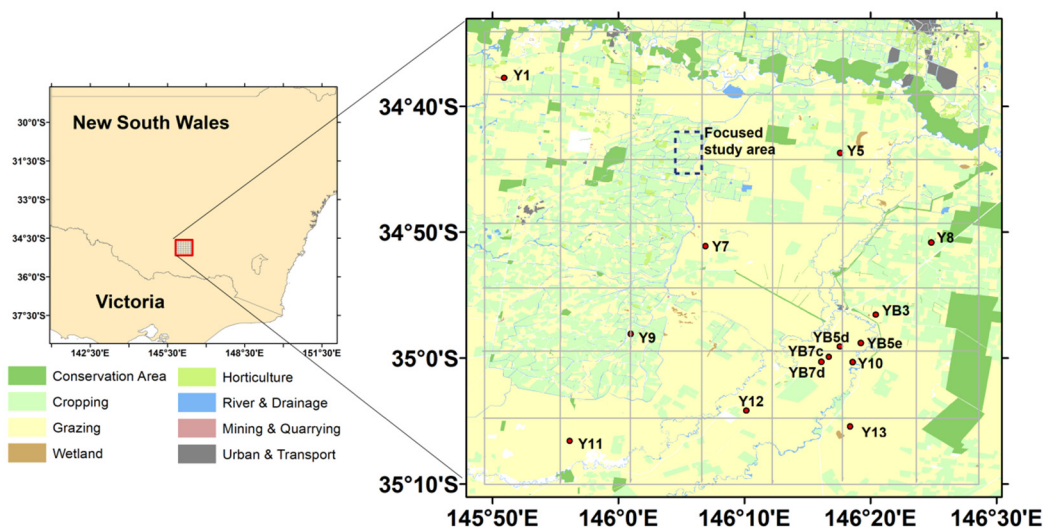 New South Wales
Victoria
30°0'S
31°30'S
33°0'S
34°30'S
36°0'S
37°30'S
142°30'E
145°30'E
148°30'E
151°30'E
Conservation Area
Cropping
Grazing
Wetland
Horticulture
River & Drainage
Mining & Quarrying
Urban & Transport
34°40'S
34°50'S
35°0'S
35°10'S
Y1
Focused
study area
Y5
Y7
Y8
YB3
Y9
YB5d
YB5e
YB7c
YB7d
Y10
Y12
Y13
Y11
145°50'E
146°0'E
146°10'E
146°20'E
146°30'E